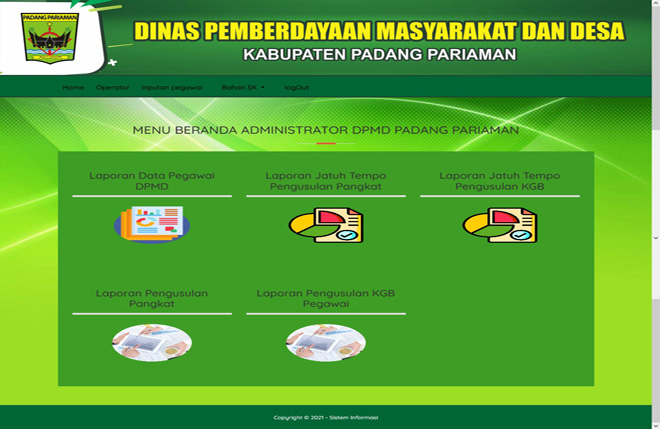 PADANG PARIAMAN
DINAS PEMBERDAYAAN MASYARAKAT DAN DESA
KABUPATEN PADANG PARIAMAN
Home Operator Inputan pegawai Bahan SK logOut
MENU BERANDA ADMINISTRATOR DPMD PADANG PARIAMAN
Laporan Data Pegawai
DPMD
Laporan Jatuh Tempo
Pengusulan Pangkat
Laporan Jatuh Tempo
Pengusulan KGB
Laporan Pengusulan
Pangkat
Laporan Pengusulan KGB
Pegawai
Copyright © 2021 - Sistem Informasi